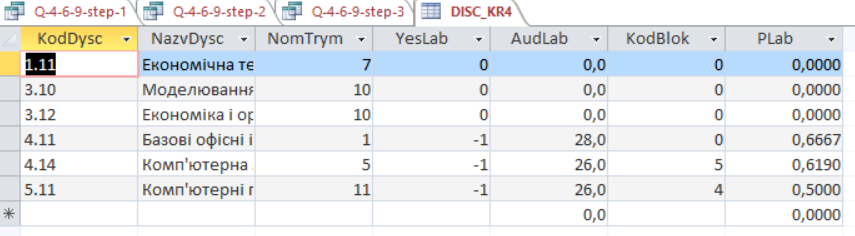 Q-4-6-9-step-1 Q-4-6-9-step-2 Q-4-6-9-step-3 DISC_KR4
KodDysc NazvDysc NomTrym YesLab AudLab KodBlok PLab
1.11 Економічна те 7 0 0,0 0 0,0000
3.10 Моделювання 10 0 0,0 0 0,0000
3.12 Економіка і ор 10 0 0,0 0 0,0000
4.11 Базові офісні і 1 -1 28,0 0 0,6667
4.14 Комп'ютерна 5 -1 26,0 5 0,6190
5.11 Комп'ютерні г 11 -1 26,0 4 0,5000
0,0 0,0000